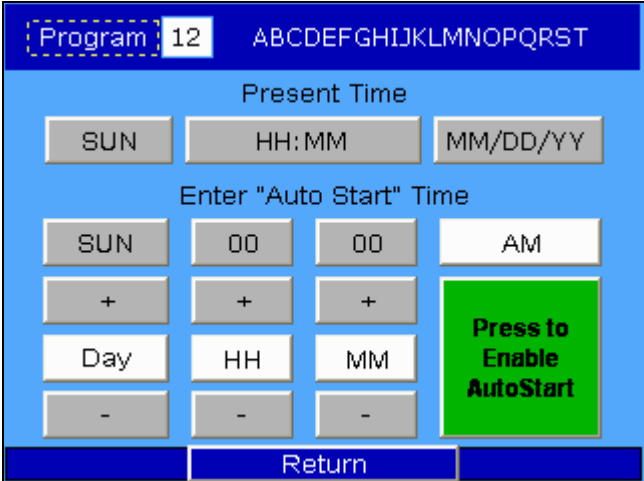 Program 12 ABCDEFGHIJKLMNOPQRST
Present Time
SUN HH:MM MM/DD/YY
Enter "Auto Start" Time
SUN 00 00 AM
+ + +
Press to
Enable
AutoStart
Day HH MM
- - -
Return